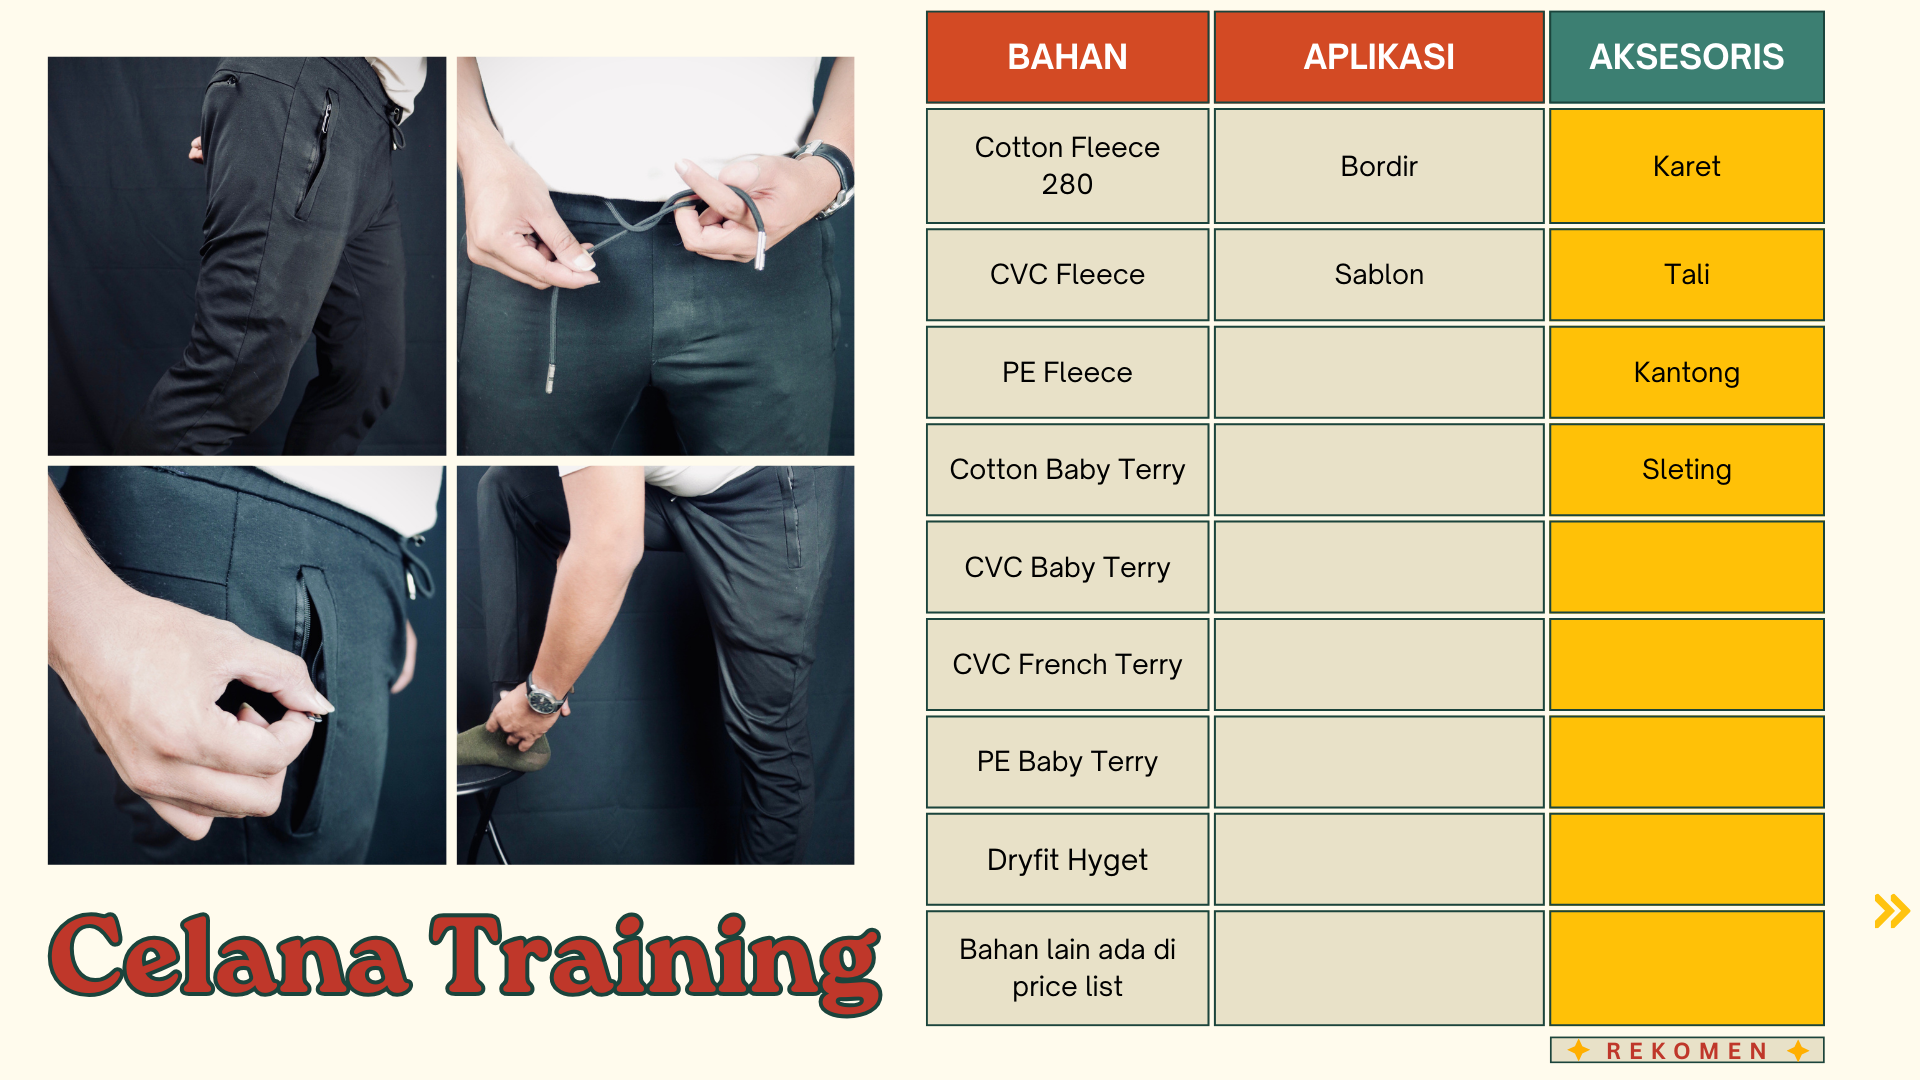 BAHAN APLIKASI AKSESORIS
Cotton Fleece
280
Bordir
Karet
CVC Fleece Sablon Tali
PE Fleece Kantong
Cotton Baby Terry Sleting
CVC Baby Terry
CVC French Terry
PE Baby Terry
Dryfit Hyget
Bahan lain ada di
price list
Celana Training
REKOMEN